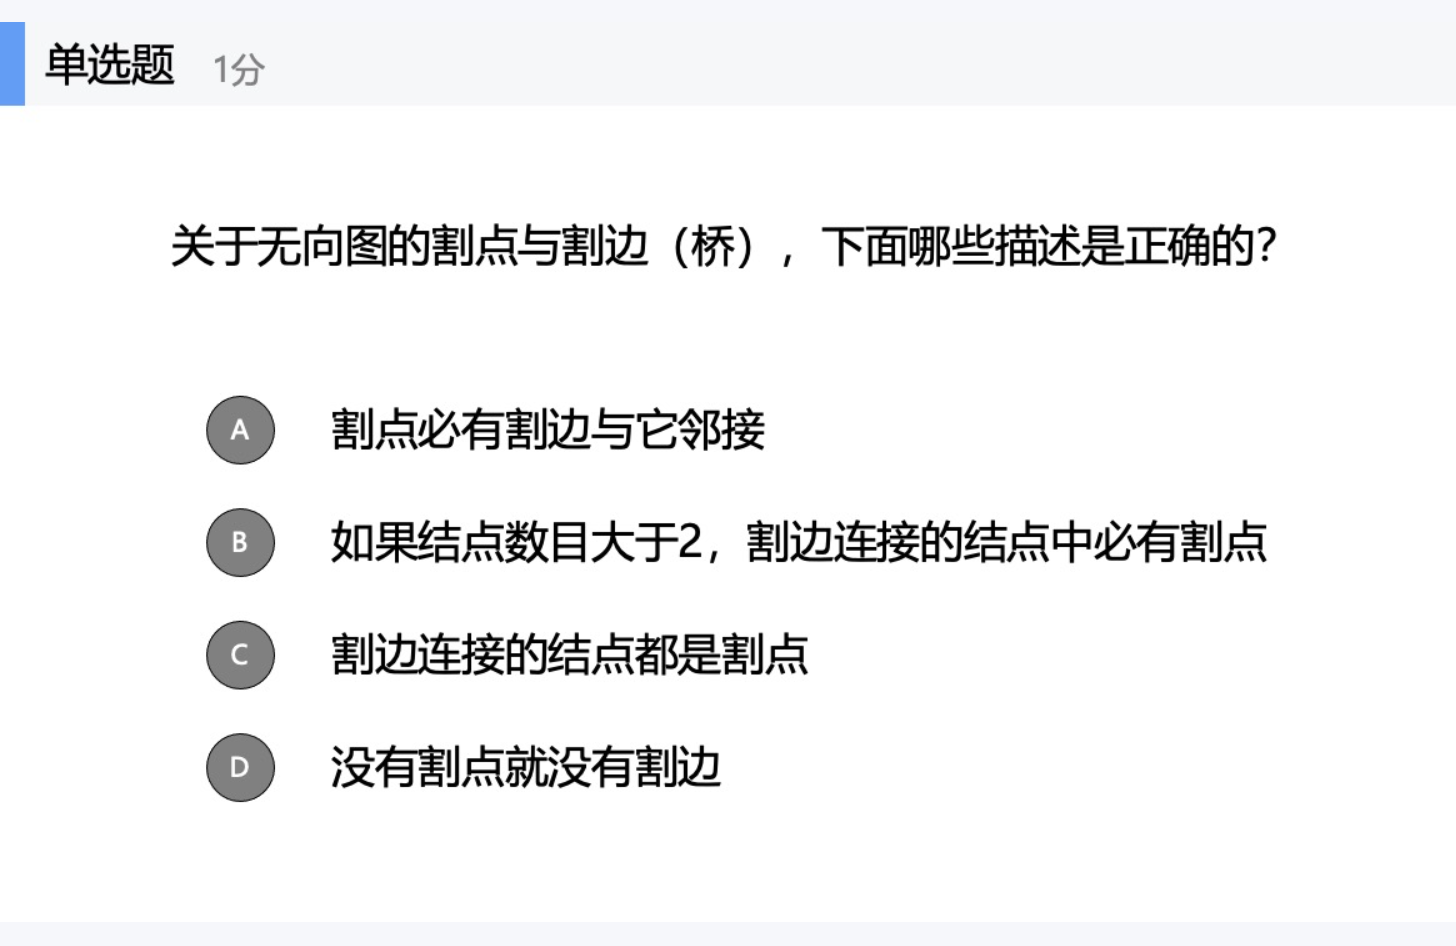 单选题 1分
关于无向图的割点与割边（桥），下面哪些描述是正确的？
A 割点必有割边与它邻接
B 如果结点数目大于2，割边连接的结点中必有割点
C 割边连接的结点都是割点
D 没有割点就没有割边